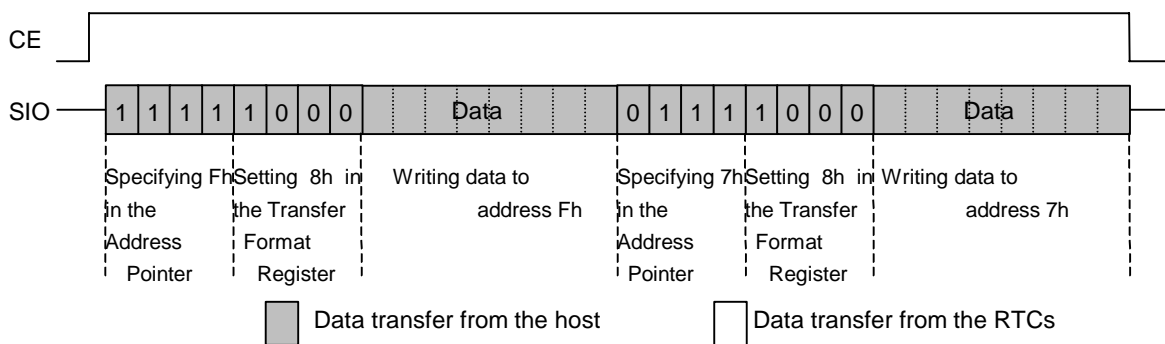 CE
SIO 1 1 1 1 1 0 0 0 Data 0 1 1 1 1 0 0 0 Data
Specifying Fh Setting 8h in Writing data to Specifying 7h Setting 8h in Writing data to
in the the Transfer address Fh in the the Transfer address 7h
Address Format Address Format
Pointer Register Pointer Register
Data transfer from the host Data transfer from the RTCs